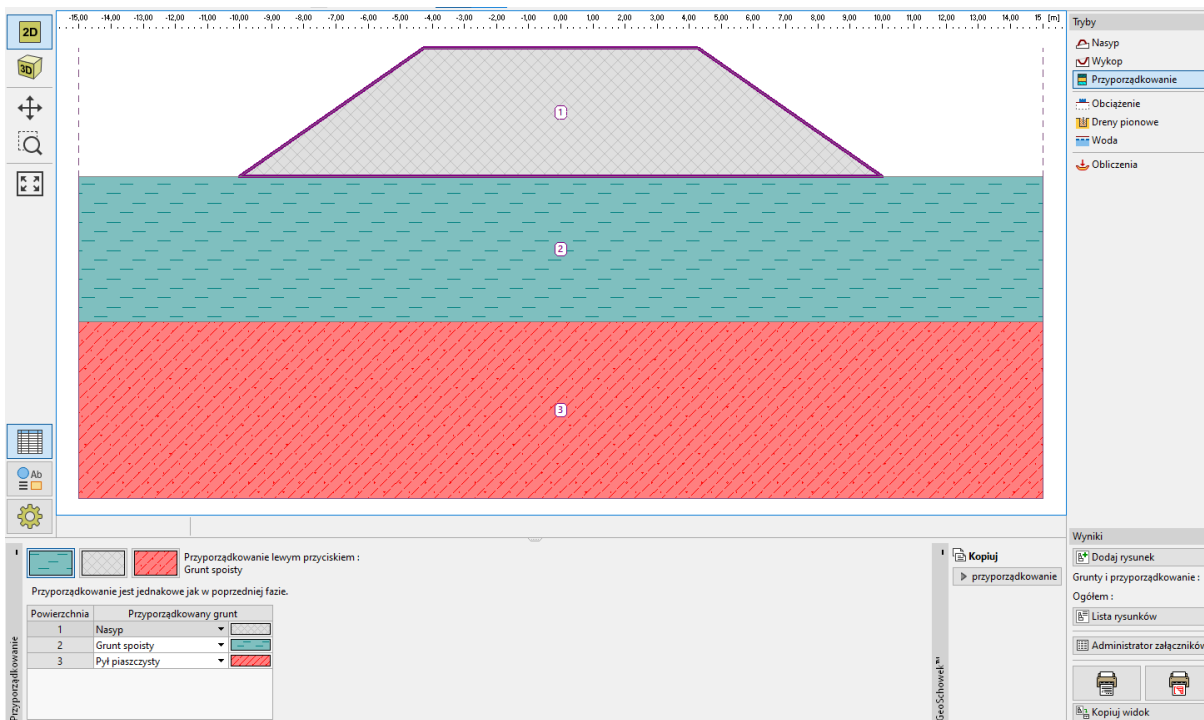 -15,00 -14,00 -13,00 -12,00 -11,00 -10,00 -9,00 -8,00 -7,00 -6,00 -5,00 -4,00 -3,00 -2,00 -1,00 0,00 1,00 2,00 3,00 4,00 5,00 6,00 7,00 8,00 9,00 10,00 11,00 12,00 13,00 14,00 15 [m]
2D
3D
1
2
3
Ab
Tryby
Nasyp
Wykop
Przyporządkowanie
Obciążenie
Dreny pionowe
Woda
Obliczenia
Przyporządkowanie
Przyporządkowanie lewym przyciskiem :
Grunt spoisty
Przyporządkowanie jest jednakowe jak w poprzedniej fazie.
Powierzchnia Przyporządkowany grunt
1 Nasyp
2 Grunt spoisty
3 Pył piaszczysty
GeoSchowek™
Kopiuj
przyporządkowanie
Wyniki
Dodaj rysunek
Grunty i przyporządkowanie :
Ogółem :
Lista rysunków
Administrator załączników
Kopiuj widok